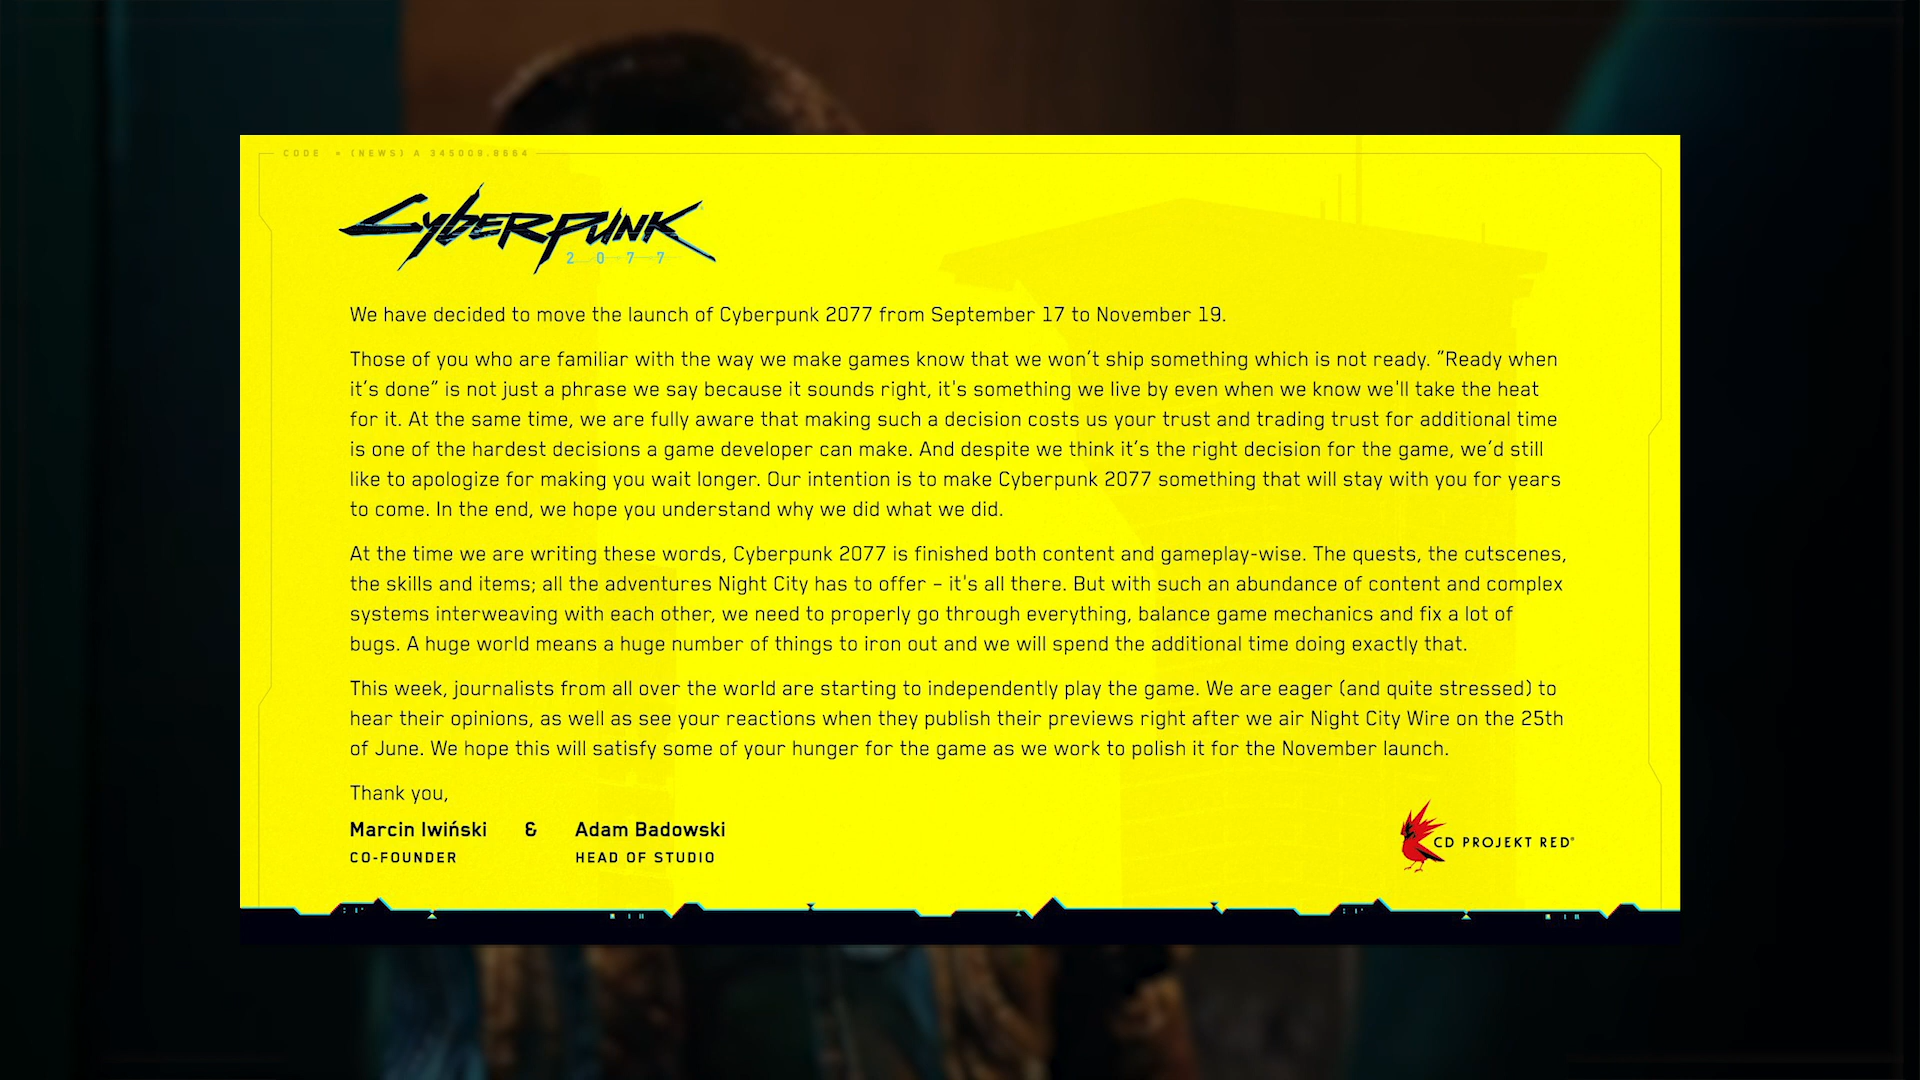 CODE » (NEWS) A 345009.8664
CYBERPUNK
2077
We have decided to move the launch of Cyberpunk 2077 from September 17 to November 19.
Those of you who are familiar with the way we make games know that we won’t ship something which is not ready. “Ready when
it’s done” is not just a phrase we say because it sounds right, it's something we live by even when we know we'll take the heat
for it. At the same time, we are fully aware that making such a decision costs us your trust and trading trust for additional time
is one of the hardest decisions a game developer can make. And despite we think it’s the right decision for the game, we’d still
like to apologize for making you wait longer. Our intention is to make Cyberpunk 2077 something that will stay with you for years
to come. In the end, we hope you understand why we did what we did.
At the time we are writing these words, Cyberpunk 2077 is finished both content and gameplay-wise. The quests, the cutscenes,
the skills and items; all the adventures Night City has to offer – it's all there. But with such an abundance of content and complex
systems interweaving with each other, we need to properly go through everything, balance game mechanics and fix a lot of
bugs. A huge world means a huge number of things to iron out and we will spend the additional time doing exactly that.
This week, journalists from all over the world are starting to independently play the game. We are eager (and quite stressed) to
hear their opinions, as well as see your reactions when they publish their previews right after we air Night City Wire on the 25th
of June. We hope this will satisfy some of your hunger for the game as we work to polish it for the November launch.
Thank you,
Marcin Iwiński & Adam Badowski
CO-FOUNDER HEAD OF STUDIO
CD PROJEKT RED®